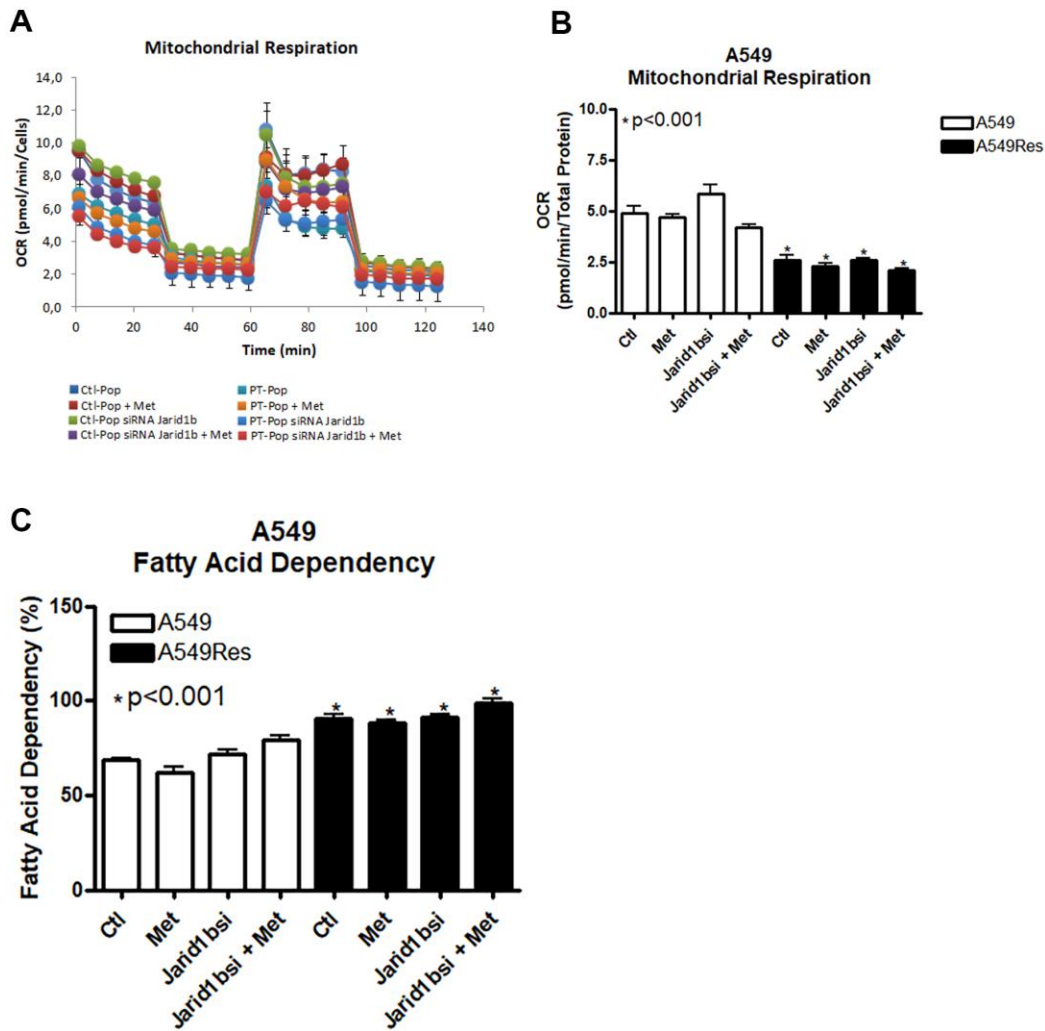 A
Mitochondrial Respiration
OCR (pmol/min/Cells)
14,0
12,0
10,0
8,0
6,0
4,0
2,0
0,0
0 20 40 60 80 100 120 140
Time (min)
Ctl-Pop
Ctl-Pop + Met
Ctl-Pop siRNA Jarid1b
Ctl-Pop siRNA Jarid1b + Met
PT-Pop
PT-Pop + Met
PT-Pop siRNA Jarid1b
PT-Pop siRNA Jarid1b + Met
B
A549
Mitochondrial Respiration
OCR
(pmol/min/Total Protein)
10.0
7.5
5.0
2.5
0.0
* p<0.001
A549
A549Res
* * * *
Ctl
Met
Jarid1bsi
Jarid1bsi + Met
Ctl
Met
Jarid1bsi
Jarid1bsi + Met
C
A549
Fatty Acid Dependency
Fatty Acid Dependency (%)
150
100
50
0
A549
A549Res
* p<0.001
* * * *
Ctl
Met
Jarid1bsi
Jarid1bsi + Met
Ctl
Met
Jarid1bsi
Jarid1bsi + Met